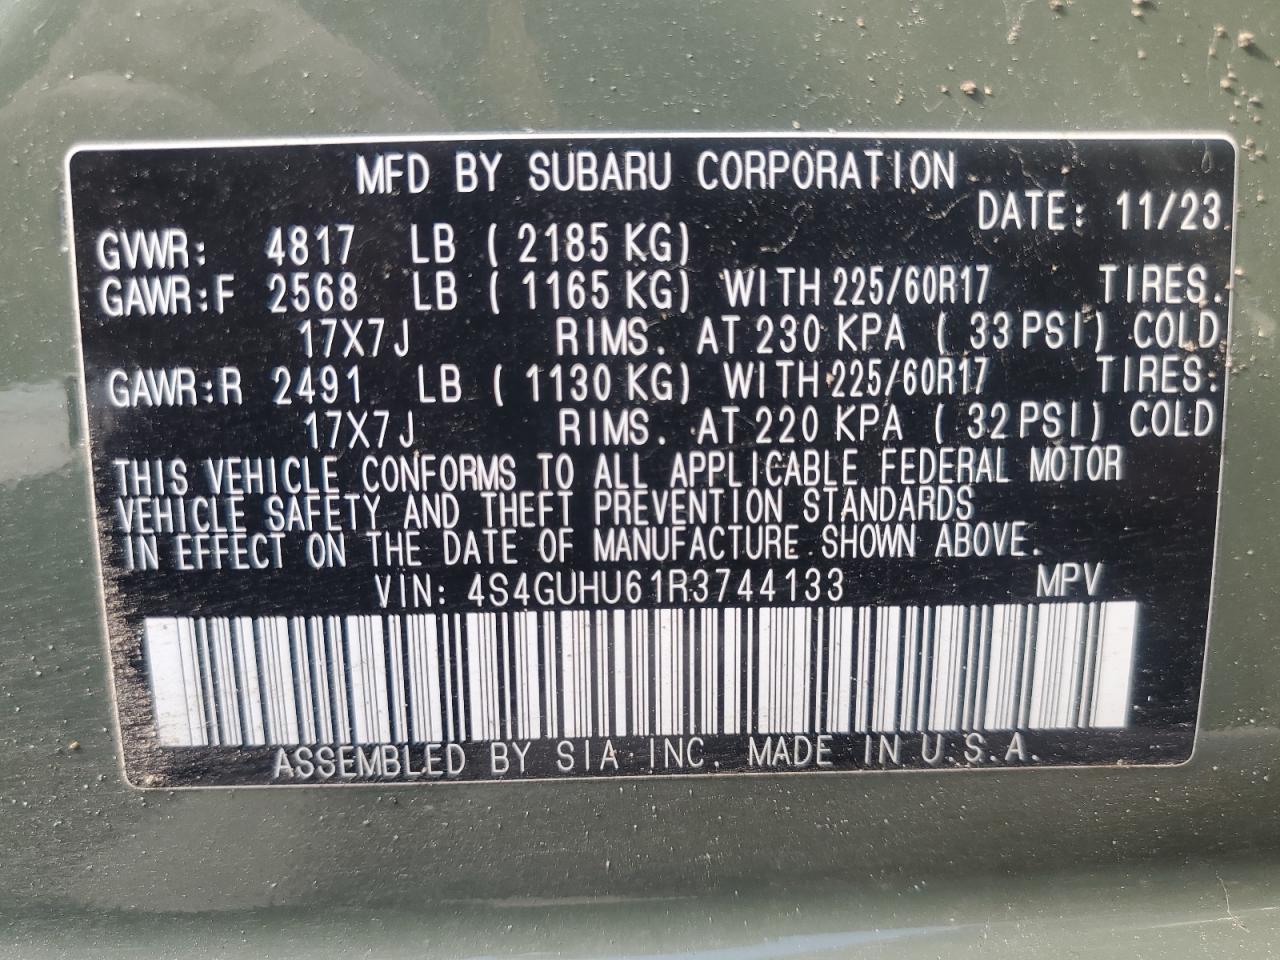 MFD BY SUBARU CORPORATION
DATE: 11/23
GVWR: 4817 LB ( 2185 KG)
GAWR:F 2568 LB ( 1165 KG) WITH 225/60R17 TIRES.
17X7J RIMS. AT 230 KPA ( 33 PSI) COLD
GAWR:R 2491 LB ( 1130 KG) WITH 225/60R17 TIRES.
17X7J RIMS. AT 220 KPA ( 32 PSI) COLD
THIS VEHICLE CONFORMS TO ALL APPLICABLE FEDERAL MOTOR
VEHICLE SAFETY AND THEFT PREVENTION STANDARDS
IN EFFECT ON THE DATE OF MANUFACTURE SHOWN ABOVE.
VIN: 4S4GUHU61R3744133 MPV
ASSEMBLED BY SIA INC. MADE IN U.S.A.